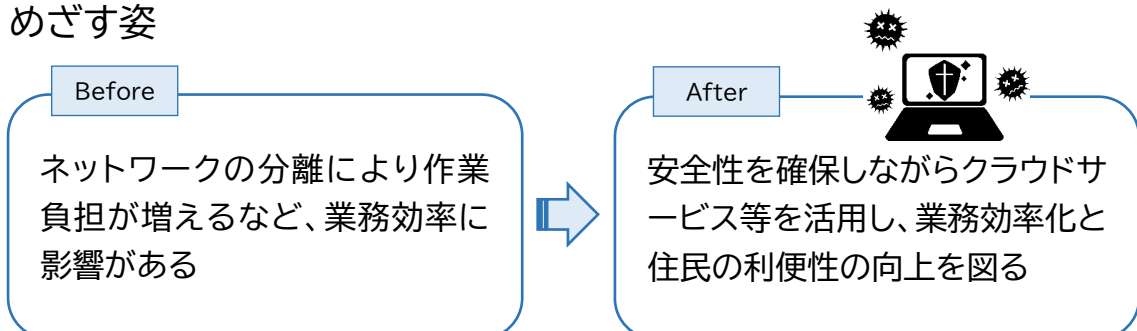 めざす姿
Before
ネットワークの分離により作業
負担が増えるなど、業務効率に
影響がある
After
安全性を確保しながらクラウドサ
ービス等を活用し、業務効率化と
住民の利便性の向上を図る